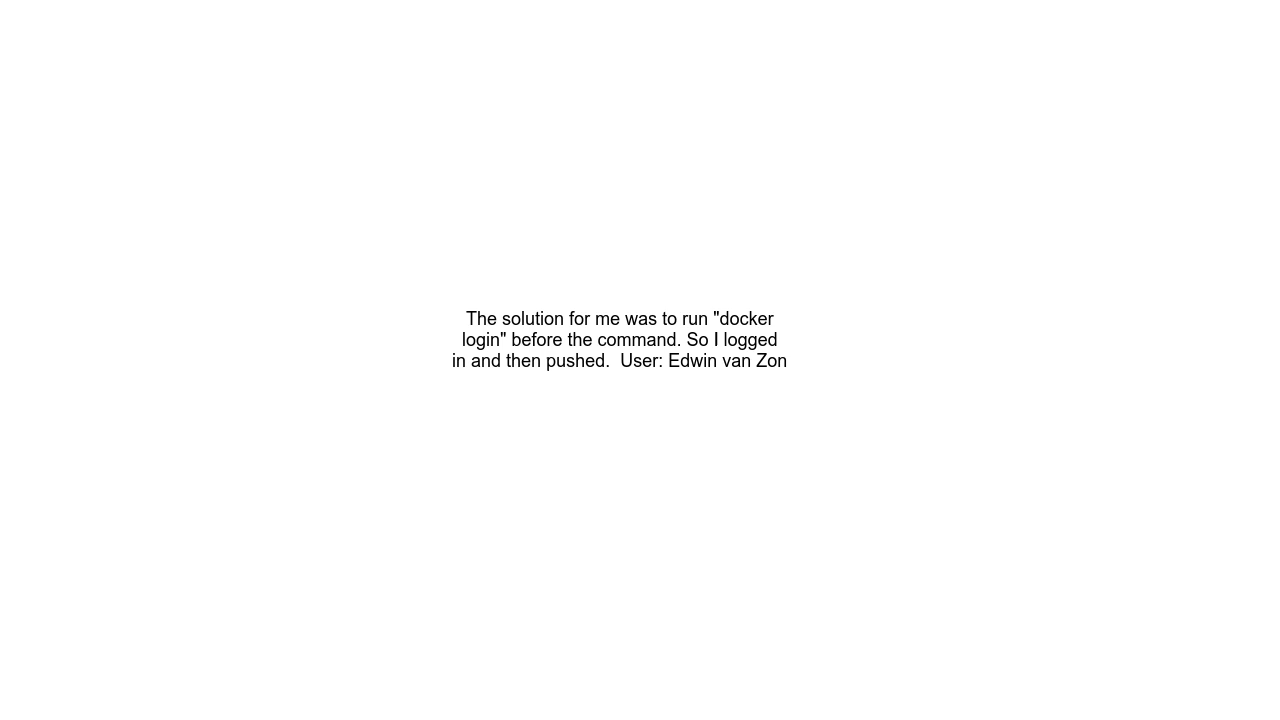 The solution for me was to run "docker
login" before the command. So I logged
in and then pushed.  User: Edwin van Zon